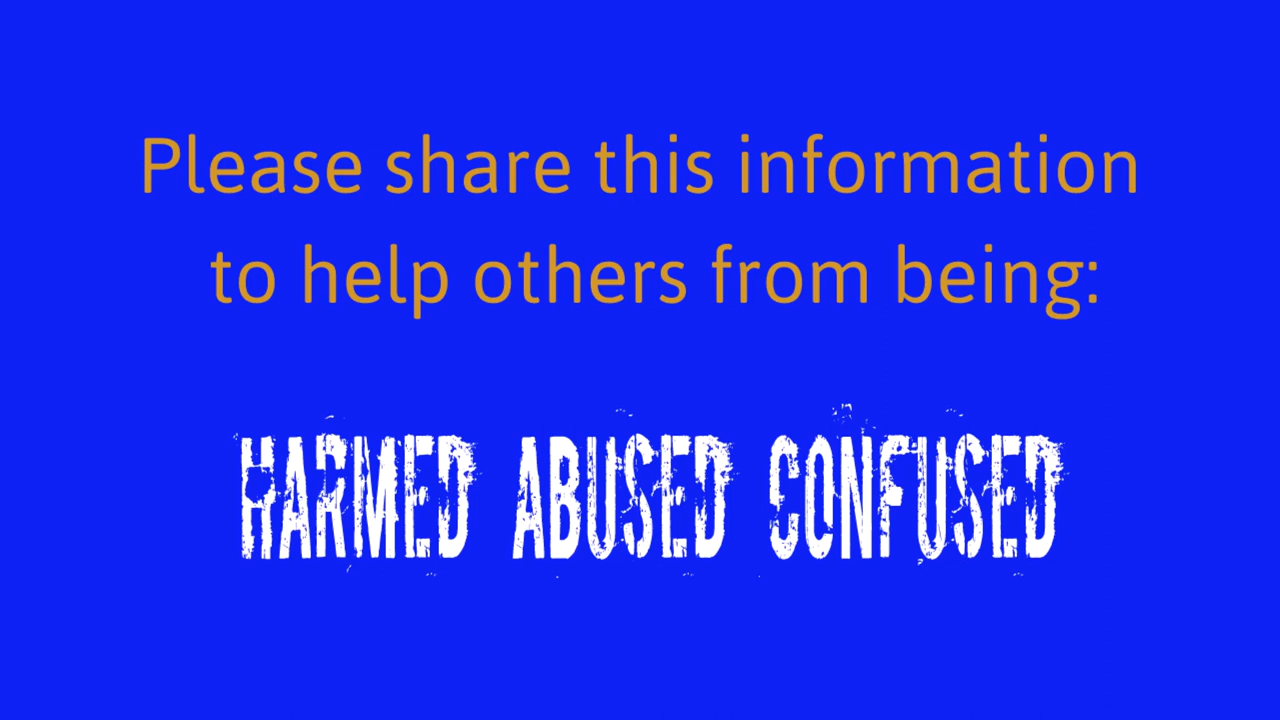 Please share this information
to help others from being:
HARMED ABUSED CONFUSED